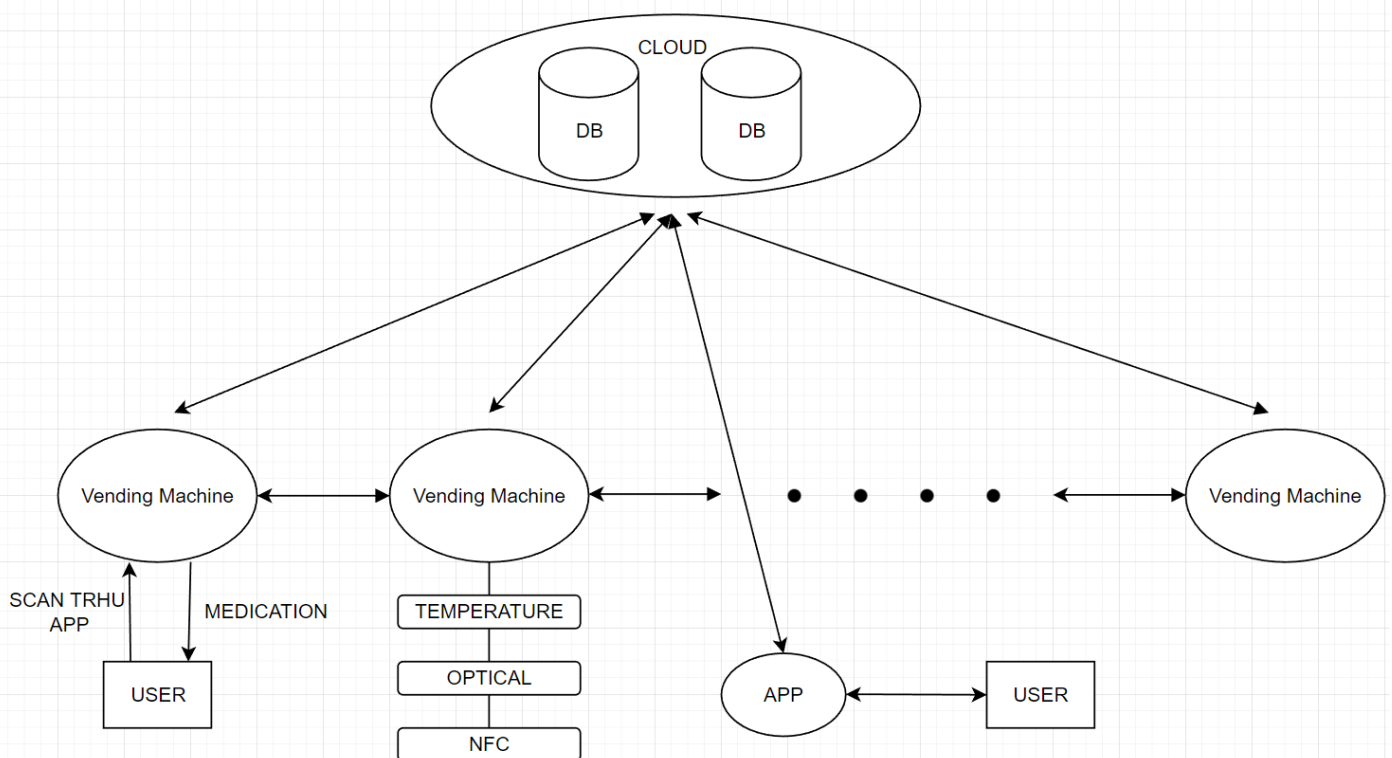 CLOUD
DB
DB
Vending Machine
Vending Machine
Vending Machine
SCAN TRHU
APP
MEDICATION
TEMPERATURE
OPTICAL
NFC
USER
APP
USER